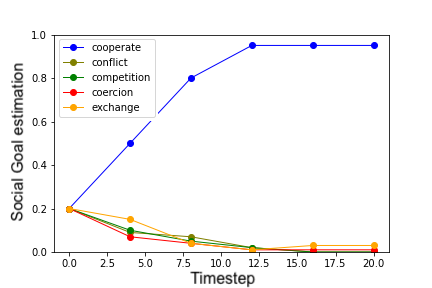 1.0
0.8
0.6
0.4
0.2
0.0
Social Goal estimation
cooperate
conflict
competition
coercion
exchange
0.0 2.5 5.0 7.5 10.0 12.5 15.0 17.5 20.0
Timestep